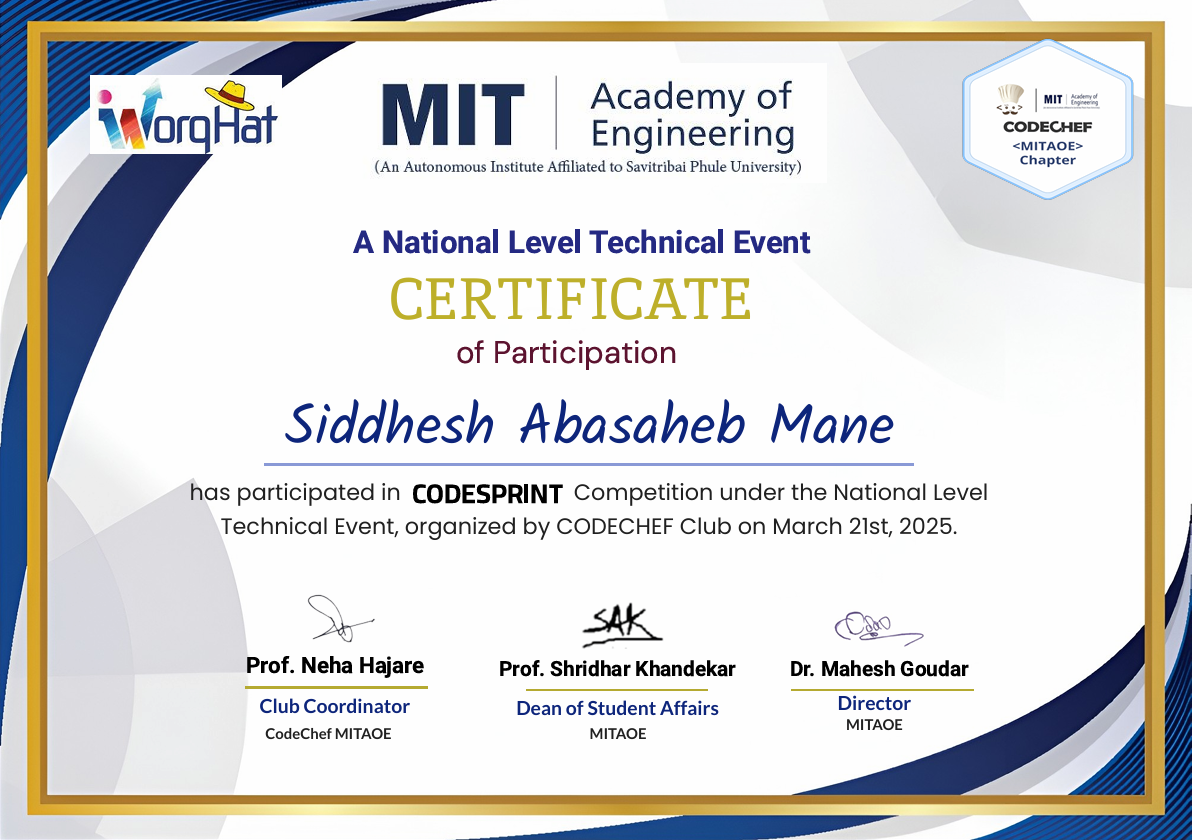 WorqHat
MIT
Academy of
Engineering
(An Autonomous Institute Affiliated to Savitribai Phule University)
MIT
Academy of
Engineering
CODECHEF
<MITAOE>
Chapter
A National Level Technical Event
CERTIFICATE
of Participation
Siddhesh Abasaheb Mane
has participated in CODESPRINT Competition under the National Level
Technical Event, organized by CODECHEF Club on March 21st, 2025.
SAK
Prof. Neha Hajare
Prof. Shridhar Khandekar
Dr. Mahesh Goudar
Club Coordinator
Dean of Student Affairs
Director
CodeChef MITAOE
MITAOE
MITAOE